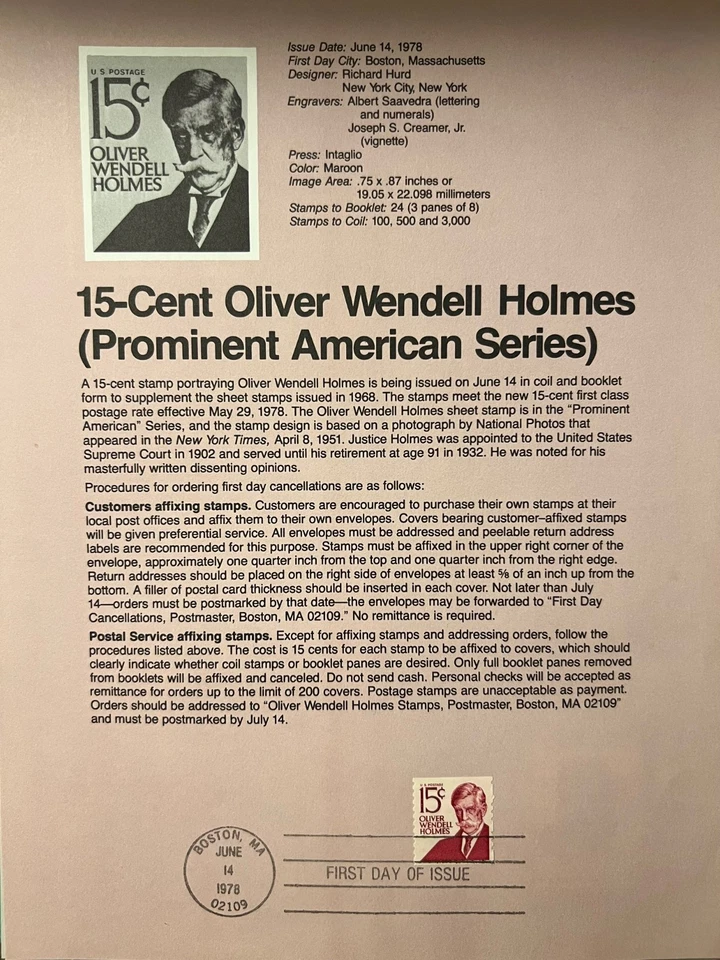 U.S. POSTAGE
15¢
OLIVER
WENDELL
HOLMES
Issue Date: June 14, 1978
First Day City: Boston, Massachusetts
Designer: Richard Hurd
New York City, New York
Engravers: Albert Saavedra (lettering
and numerals)
Joseph S. Creamer, Jr.
(vignette)
Press: Intaglio
Color: Maroon
Image Area: .75 x .87 inches or
19.05 x 22.098 millimeters
Stamps to Booklet: 24 (3 panes of 8)
Stamps to Coil: 100, 500 and 3,000
15-Cent Oliver Wendell Holmes
(Prominent American Series)
A 15-cent stamp portraying Oliver Wendell Holmes is being issued on June 14 in coil and booklet
form to supplement the sheet stamps issued in 1968. The stamps meet the new 15-cent first class
postage rate effective May 29, 1978. The Oliver Wendell Holmes sheet stamp is in the “Prominent
American” Series, and the stamp design is based on a photograph by National Photos that
appeared in the New York Times, April 8, 1951. Justice Holmes was appointed to the United States
Supreme Court in 1902 and served until his retirement at age 91 in 1932. He was noted for his
masterfully written dissenting opinions.
Procedures for ordering first day cancellations are as follows:
Customers affixing stamps. Customers are encouraged to purchase their own stamps at their
local post offices and affix them to their own envelopes. Covers bearing customer–affixed stamps
will be given preferential service. All envelopes must be addressed and peelable return address
labels are recommended for this purpose. Stamps must be affixed in the upper right corner of the
envelope, approximately one quarter inch from the top and one quarter inch from the right edge.
Return addresses should be placed on the right side of envelopes at least ⅝ of an inch up from the
bottom. A filler of postal card thickness should be inserted in each cover. Not later than July
14—orders must be postmarked by that date—the envelopes may be forwarded to “First Day
Cancellations, Postmaster, Boston, MA 02109.” No remittance is required.
Postal Service affixing stamps. Except for affixing stamps and addressing orders, follow the
procedures listed above. The cost is 15 cents for each stamp to be affixed to covers, which should
clearly indicate whether coil stamps or booklet panes are desired. Only full booklet panes removed
from booklets will be affixed and canceled. Do not send cash. Personal checks will be accepted as
remittance for orders up to the limit of 200 covers. Postage stamps are unacceptable as payment.
Orders should be addressed to “Oliver Wendell Holmes Stamps, Postmaster, Boston, MA 02109”
and must be postmarked by July 14.
U.S. POSTAGE
15¢
OLIVER
WENDELL
HOLMES
BOSTON, MA
JUNE
14
1978
02109
FIRST DAY OF ISSUE